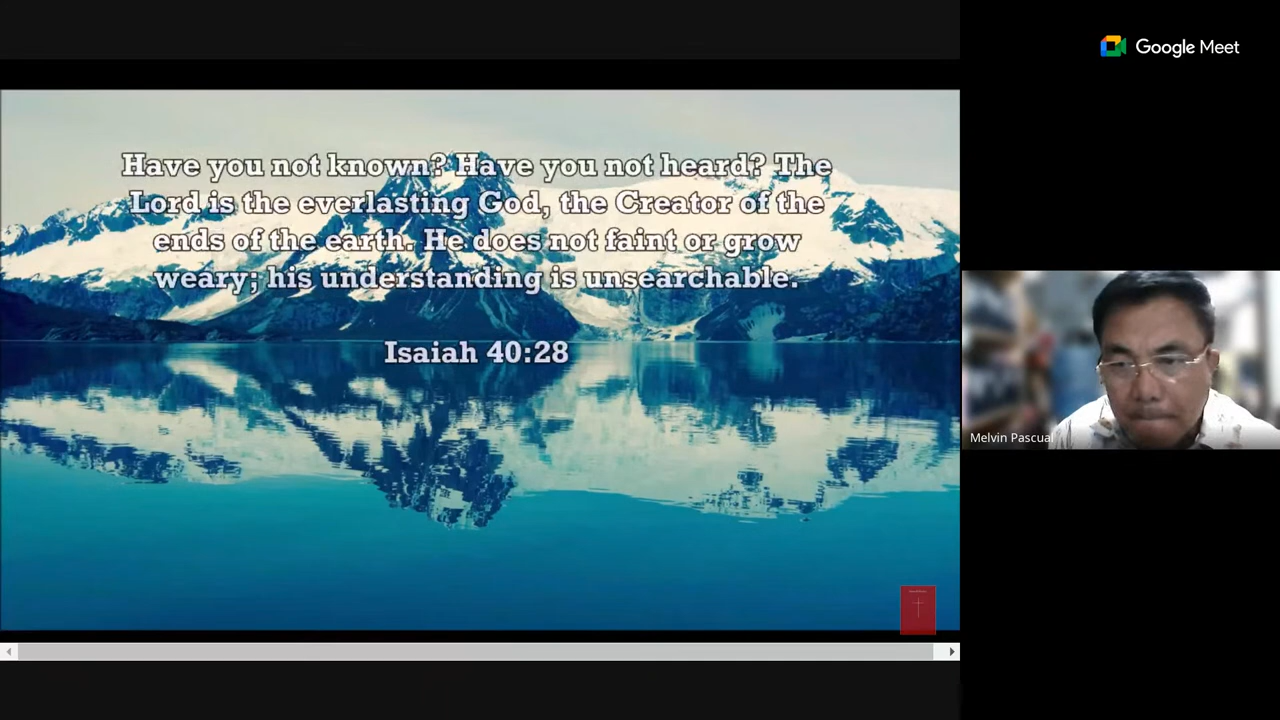 Google Meet
Have you not known? Have you not heard? The
Lord is the everlasting God, the Creator of the
ends of the earth. He does not faint or grow
weary; his understanding is unsearchable.
Isaiah 40:28
Melvin Pascual